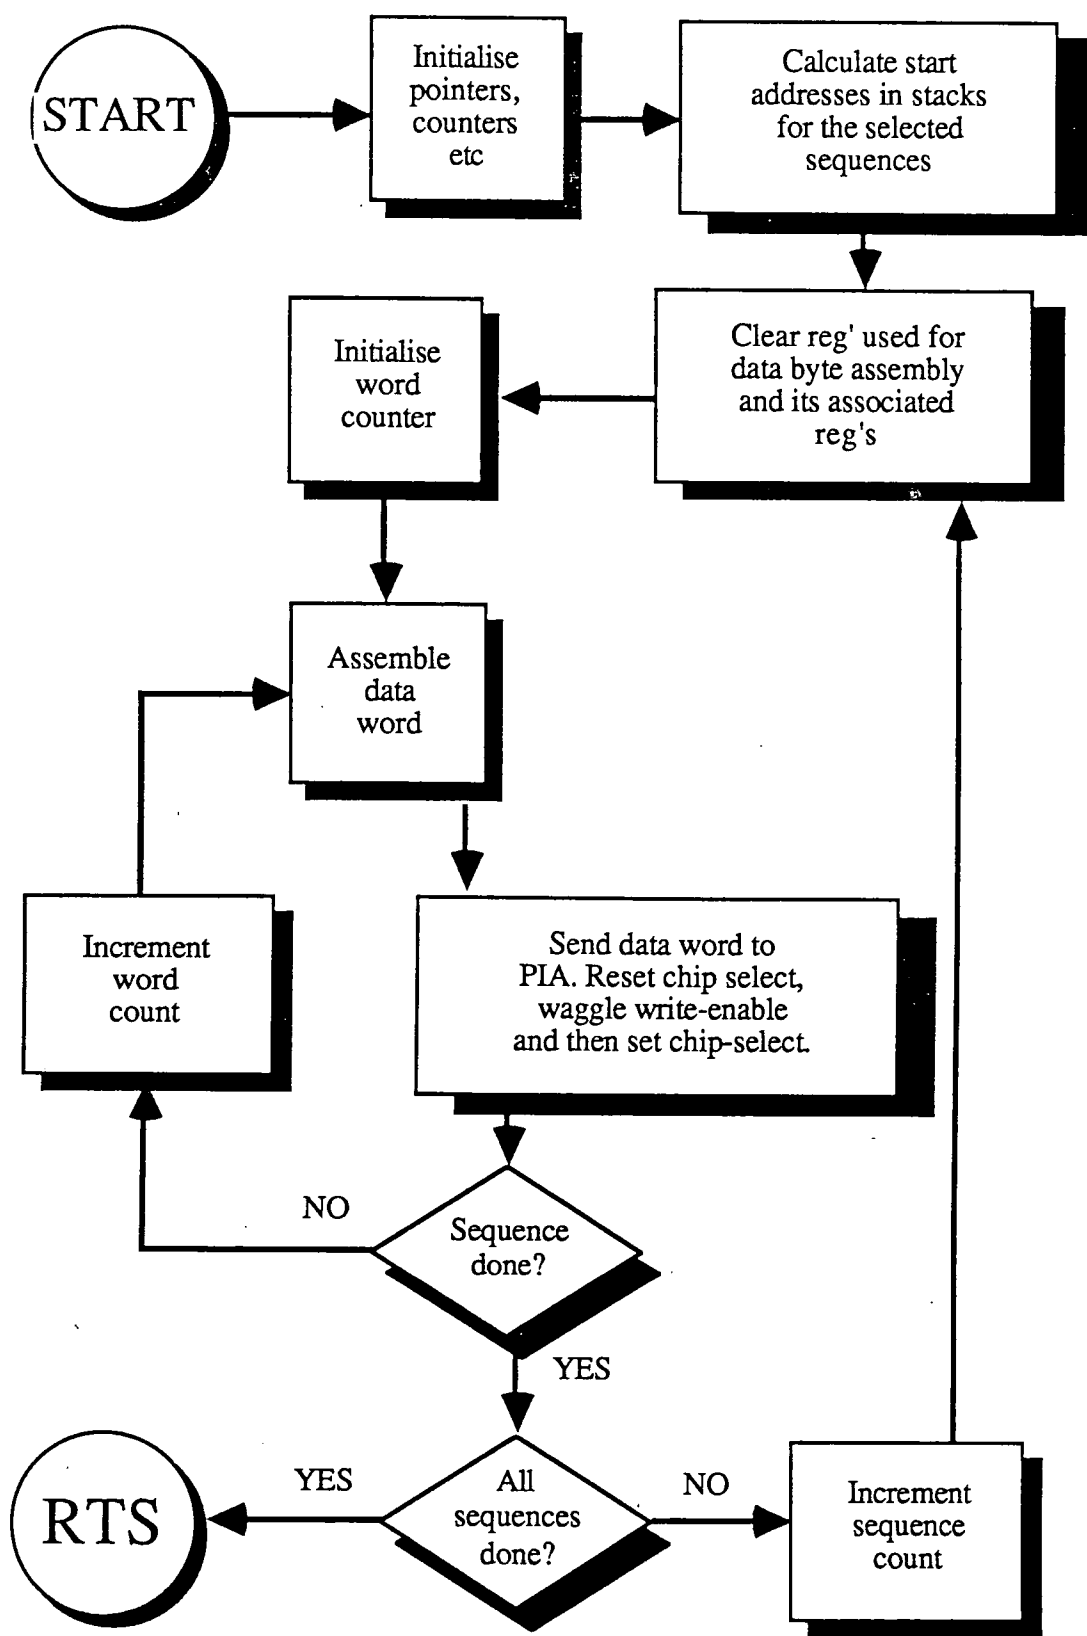 START
Initialise
pointers,
counters
etc
Calculate start
addresses in stacks
for the selected
sequences
Initialise
word
counter
Clear reg' used for
data byte assembly
and its associated
reg's
Assemble
data
word
Increment
word
count
Send data word to
PIA. Reset chip select,
waggle write-enable
and then set chip-select.
NO
Sequence
done?
YES
RTS
YES
All
sequences
done?
NO
Increment
sequence
count